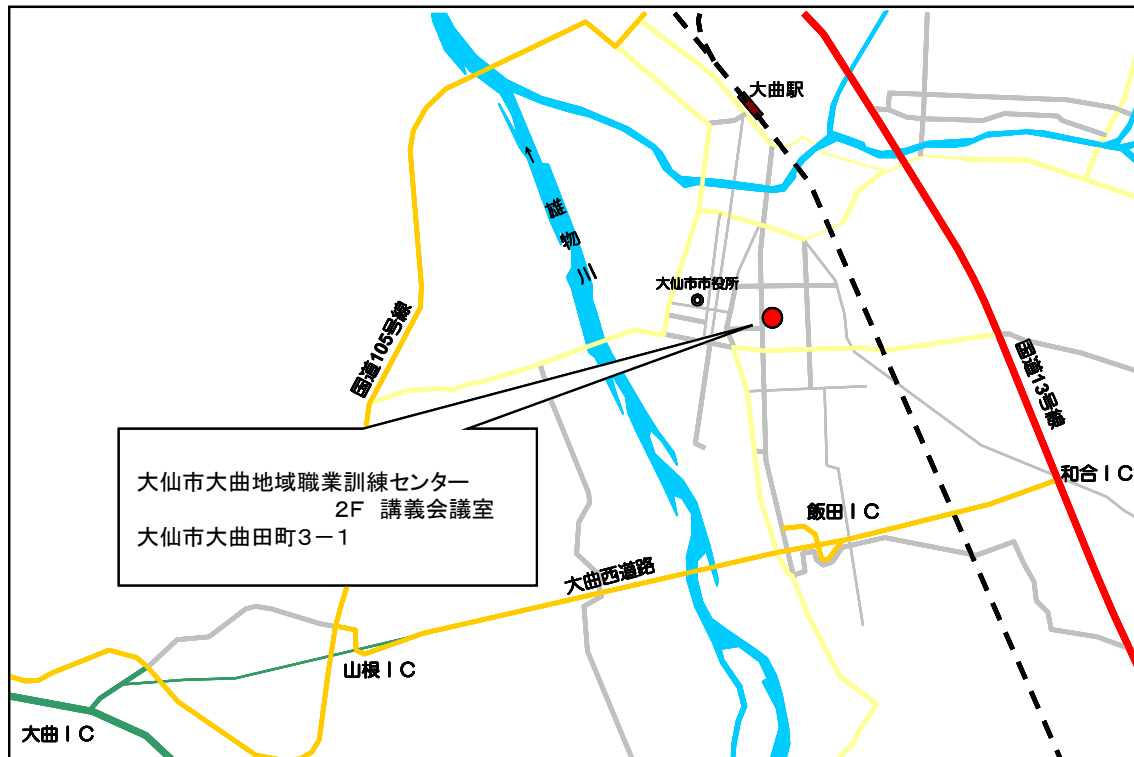 大曲駅
↑
雄物川
大仙市市役所
国道105号線
国道13号線
大仙市大曲地域職業訓練センター
2F 講義会議室
大仙市大曲田町3－1
和合ＩＣ
飯田ＩＣ
大曲西道路
山根ＩＣ
大曲ＩＣ